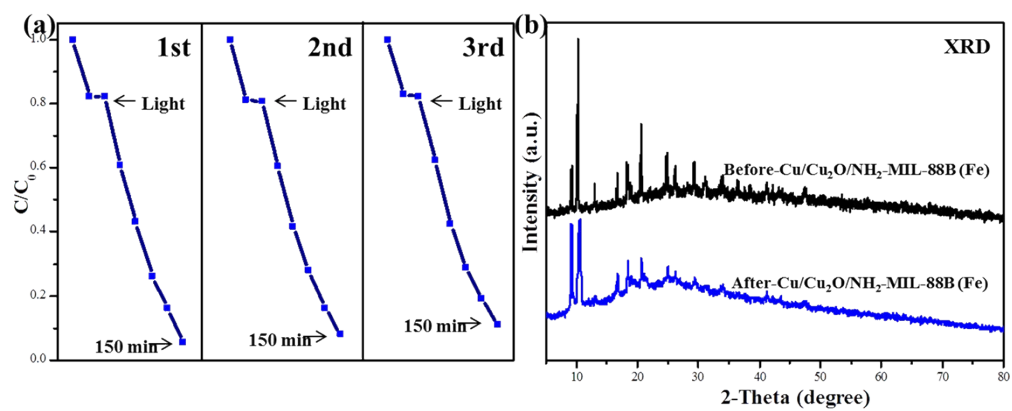 (a)
1st
2nd
3rd
Light
Light
Light
150 min
150 min
150 min
C/C0
1.0
0.8
0.6
0.4
0.2
0.0
(b)
XRD
Before-Cu/Cu2O/NH2-MIL-88B (Fe)
After-Cu/Cu2O/NH2-MIL-88B (Fe)
Intensity (a.u.)
10 20 30 40 50 60 70 80
2-Theta (degree)